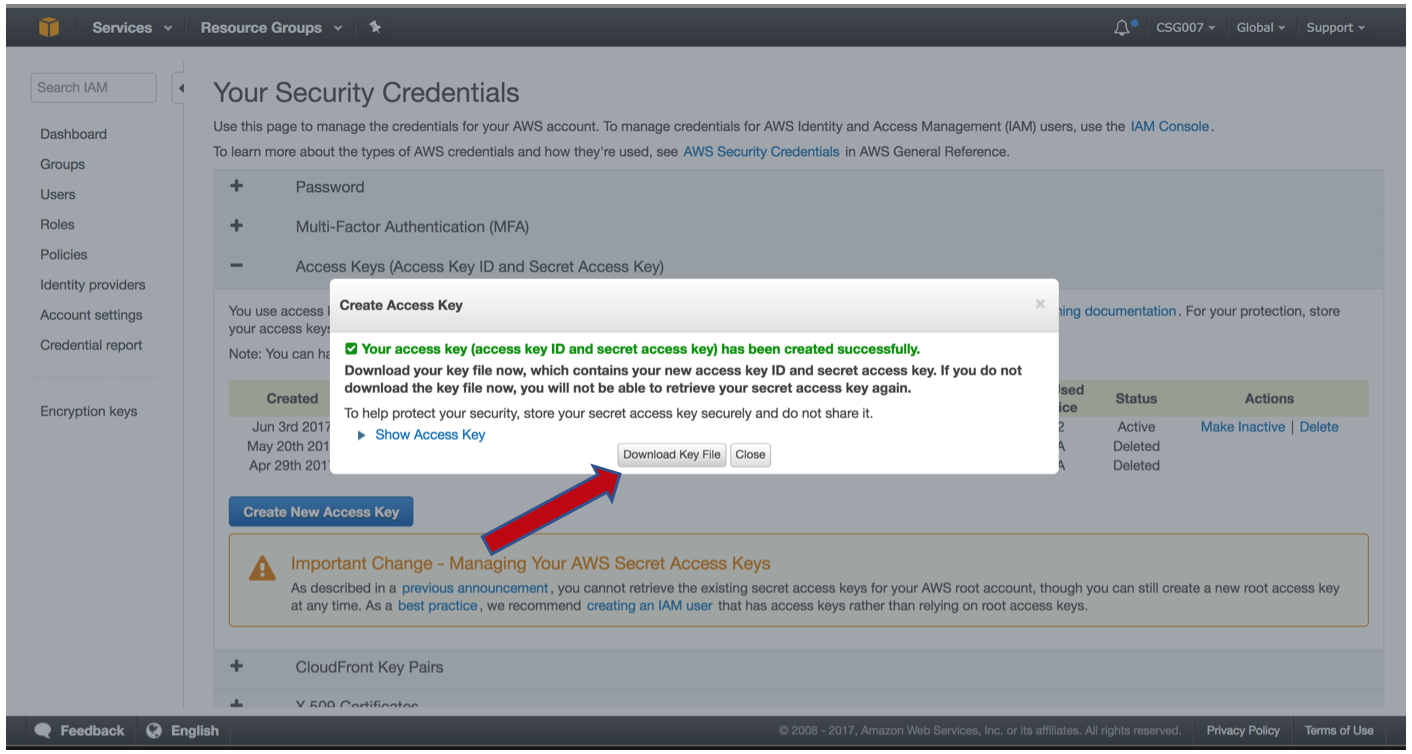 Services Resource Groups CSG007 Global Support
Search IAM
Dashboard
Groups
Users
Roles
Policies
Identity providers
Account settings
Credential report
Encryption keys
Your Security Credentials
Use this page to manage the credentials for your AWS account. To manage credentials for AWS Identity and Access Management (IAM) users, use the IAM Console.
To learn more about the types of AWS credentials and how they're used, see AWS Security Credentials in AWS General Reference.
+ Password
+ Multi-Factor Authentication (MFA)
− Access Keys (Access Key ID and Secret Access Key)
You use access documentation. For your protection, store
your access keys
Note: You can
Created Status Actions
Jun 3rd 2017 Active Make Inactive | Delete
May 20th 201 Deleted
Apr 29th 201 Deleted
Create Access Key ×
Your access key (access key ID and secret access key) has been created successfully.
Download your key file now, which contains your new access key ID and secret access key. If you do not
download the key file now, you will not be able to retrieve your secret access key again.
To help protect your security, store your secret access key securely and do not share it.
Show Access Key
Download Key File Close
Create New Access Key
Important Change - Managing Your AWS Secret Access Keys
As described in a previous announcement, you cannot retrieve the existing secret access keys for your AWS root account, though you can still create a new root access key
at any time. As a best practice, we recommend creating an IAM user that has access keys rather than relying on root access keys.
+ CloudFront Key Pairs
+ X.509 Certificates
Feedback English © 2008 - 2017, Amazon Web Services, Inc. or its affiliates. All rights reserved. Privacy Policy Terms of Use